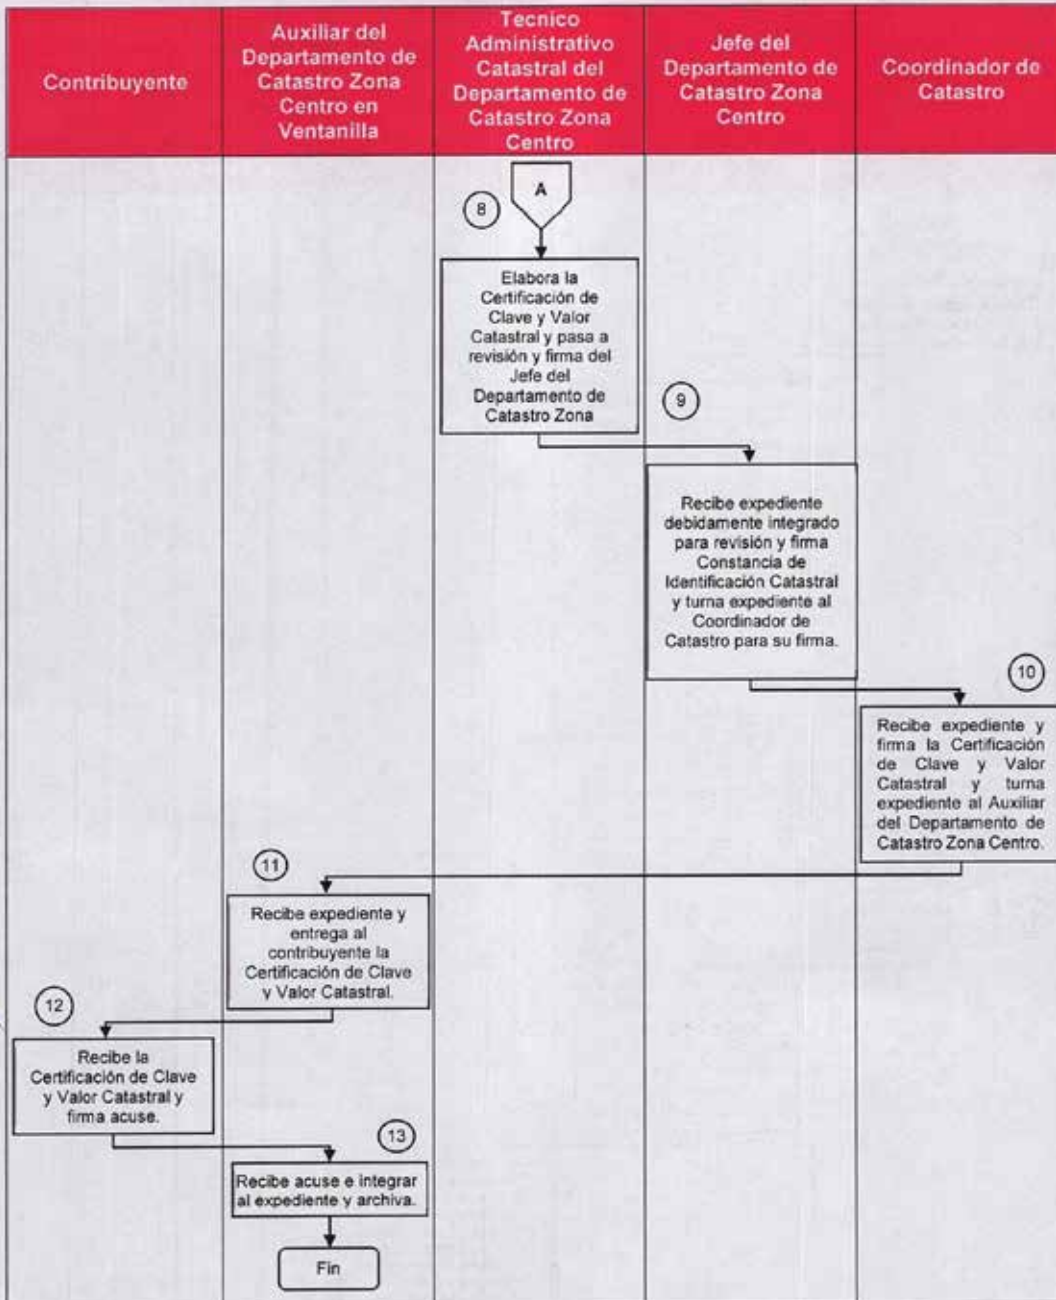 Contribuyente
Auxiliar del
Departamento de
Catastro Zona
Centro en
Ventanilla
Tecnico
Administrativo
Catastral del
Departamento de
Catastro Zona
Centro
Jefe del
Departamento de
Catastro Zona
Centro
Coordinador de
Catastro
A
8
Elabora la
Certificación de
Clave y Valor
Catastral y pasa a
revisión y firma del
Jefe del
Departamento de
Catastro Zona
9
Recibe expediente
debidamente integrado
para revisión y firma
Constancia de
Identificación Catastral
y turna expediente al
Coordinador de
Catastro para su firma.
10
Recibe expediente y
firma la Certificación
de Clave y Valor
Catastral y turna
expediente al Auxiliar
del Departamento de
Catastro Zona Centro.
11
Recibe expediente y
entrega al
contribuyente la
Certificación de Clave
y Valor Catastral.
12
Recibe la
Certificación de Clave
y Valor Catastral y
firma acuse.
13
Recibe acuse e integrar
al expediente y archiva.
Fin